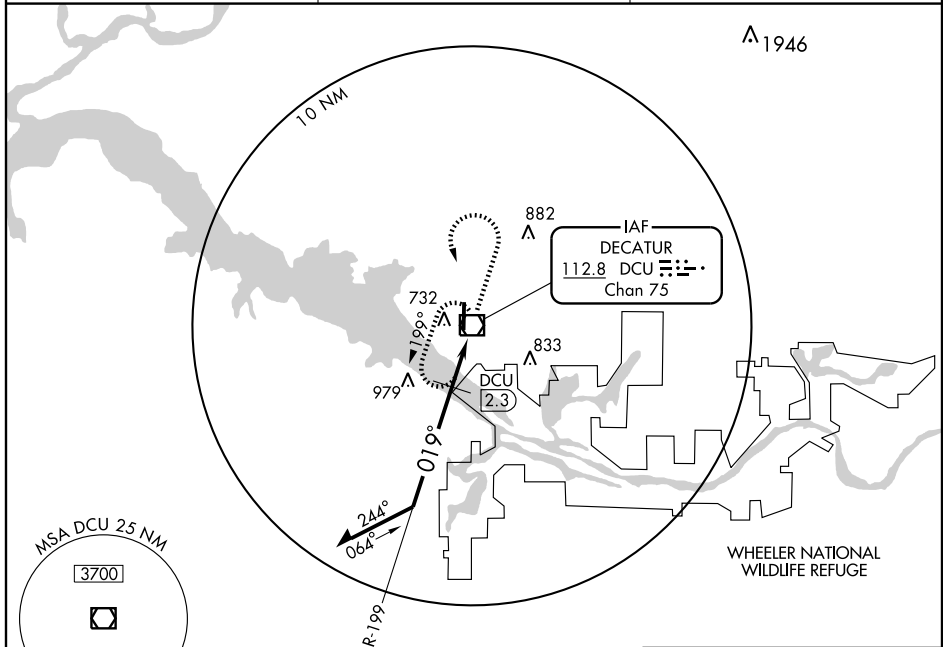 1946
10 NM
882
IAF
DECATUR
112.8 DCU
Chan 75
732
199°
833
979
DCU
2.3
019°
244°
064°
MSA DCU 25 NM
3700
WHEELER NATIONAL
WILDLIFE REFUGE
R-199